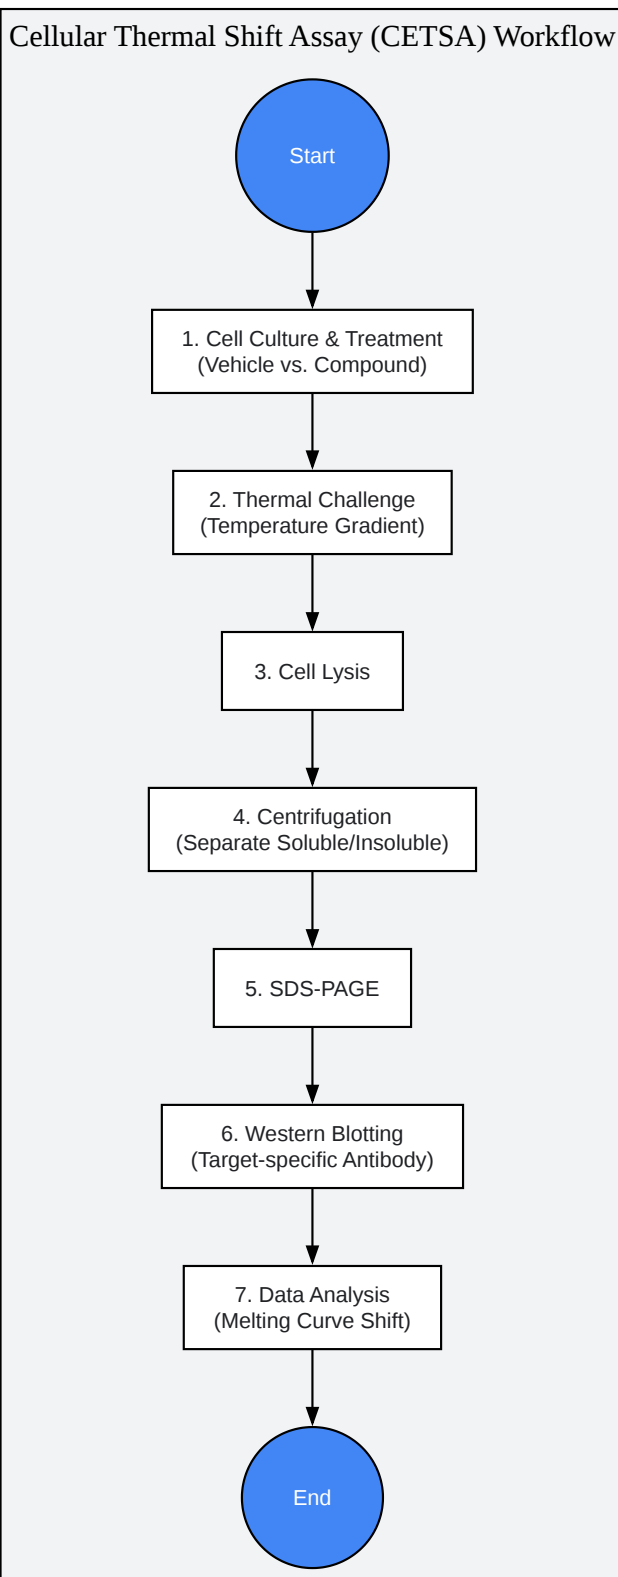 Cellular Thermal Shift Assay (CETSA) Workflow
Start
1. Cell Culture & Treatment
(Vehicle vs. Compound)
2. Thermal Challenge
(Temperature Gradient)
3. Cell Lysis
4. Centrifugation
(Separate Soluble/Insoluble)
5. SDS-PAGE
6. Western Blotting
(Target-specific Antibody)
7. Data Analysis
(Melting Curve Shift)
End